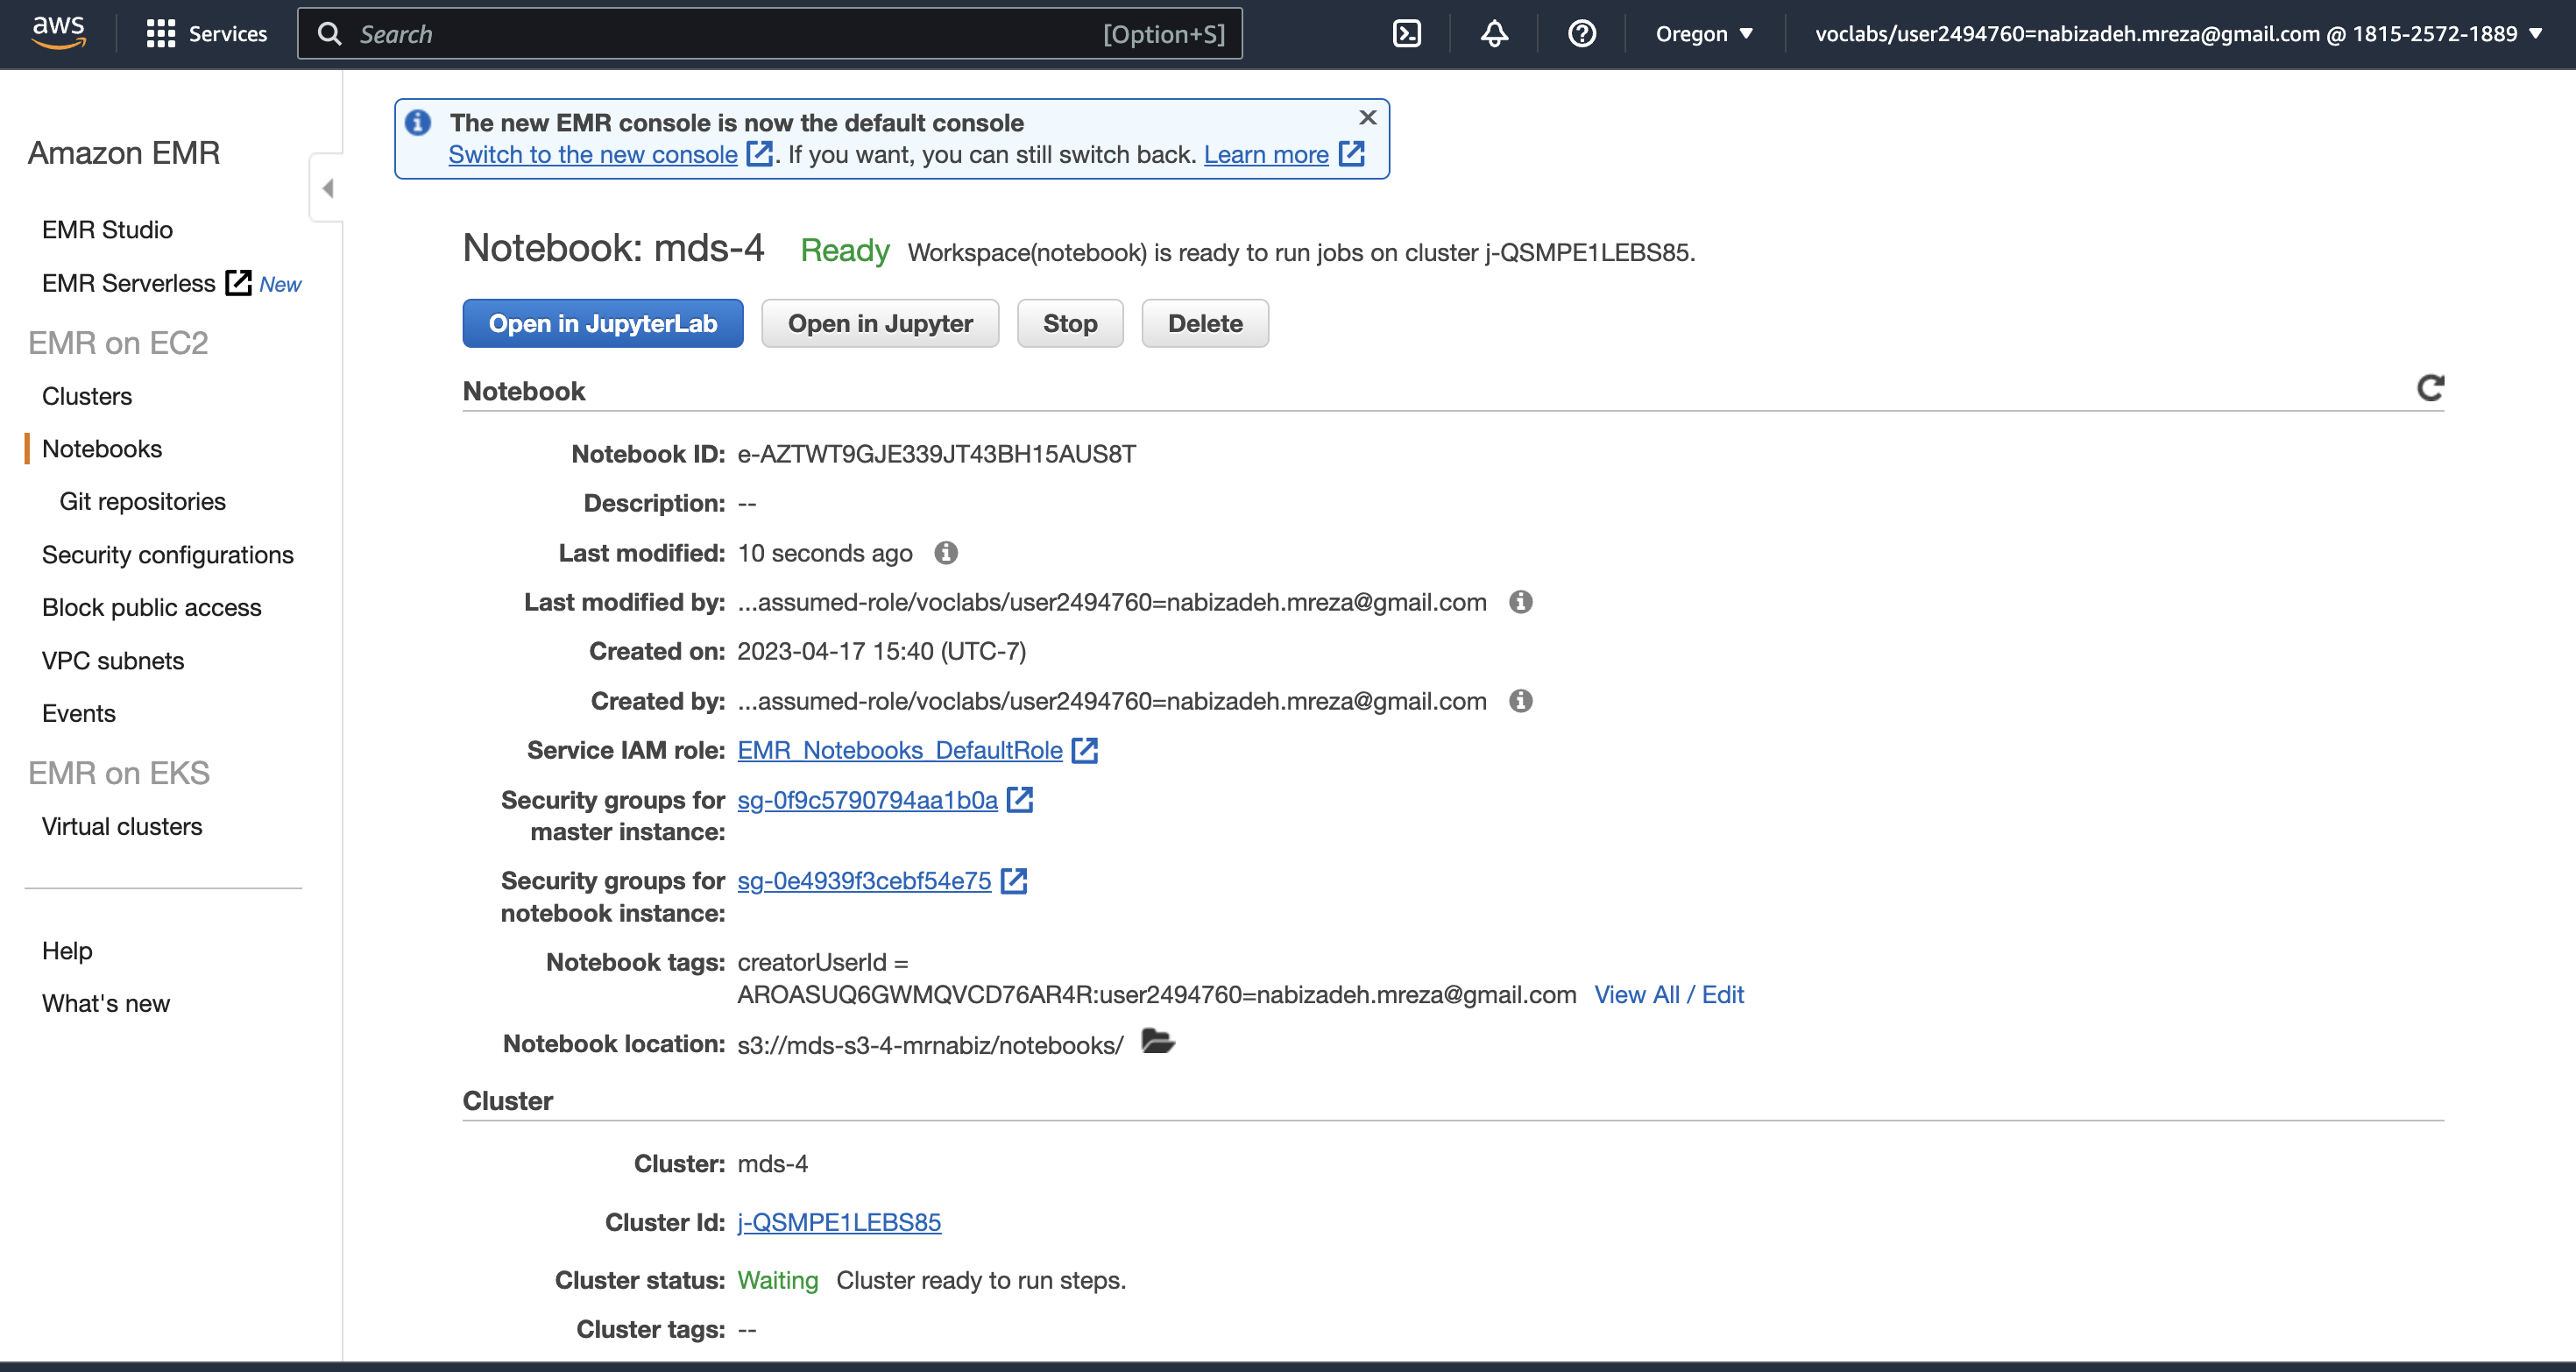 aws
Services
Search
[Option+S]
Oregon
voclabs/user2494760=nabizadeh.mreza@gmail.com @ 1815-2572-1889
Amazon EMR
EMR Studio
EMR Serverless New
EMR on EC2
Clusters
Notebooks
Git repositories
Security configurations
Block public access
VPC subnets
Events
EMR on EKS
Virtual clusters
Help
What's new
The new EMR console is now the default console
Switch to the new console . If you want, you can still switch back. Learn more
Notebook: mds-4 Ready Workspace(notebook) is ready to run jobs on cluster j-QSMPE1LEBS85.
Open in JupyterLab
Open in Jupyter
Stop
Delete
Notebook
Notebook ID: e-AZTWT9GJE339JT43BH15AUS8T
Description: --
Last modified: 10 seconds ago
Last modified by: ...assumed-role/voclabs/user2494760=nabizadeh.mreza@gmail.com
Created on: 2023-04-17 15:40 (UTC-7)
Created by: ...assumed-role/voclabs/user2494760=nabizadeh.mreza@gmail.com
Service IAM role: EMR_Notebooks_DefaultRole
Security groups for sg-0f9c5790794aa1b0a
master instance:
Security groups for sg-0e4939f3cebf54e75
notebook instance:
Notebook tags: creatorUserId =
AROASUQ6GWMQVCD76AR4R:user2494760=nabizadeh.mreza@gmail.com View All / Edit
Notebook location: s3://mds-s3-4-mrnabiz/notebooks/
Cluster
Cluster: mds-4
Cluster Id: j-QSMPE1LEBS85
Cluster status: Waiting Cluster ready to run steps.
Cluster tags: --